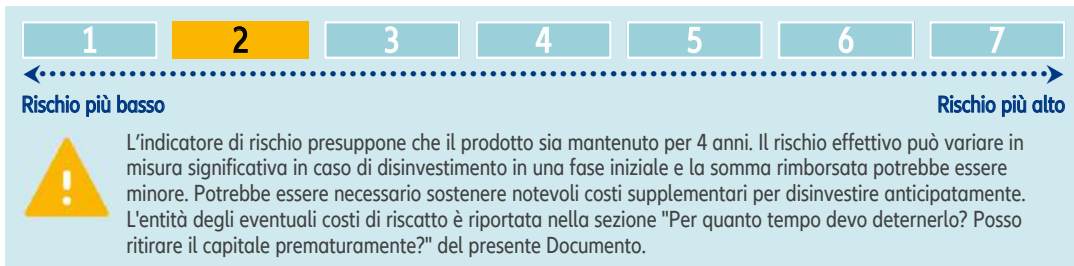 1 2 3 4 5 6 7
Rischio più basso Rischio più alto
L'indicatore di rischio presuppone che il prodotto sia mantenuto per 4 anni. Il rischio effettivo può variare in
misura significativa in caso di disinvestimento in una fase iniziale e la somma rimborsata potrebbe essere
minore. Potrebbe essere necessario sostenere notevoli costi supplementari per disinvestire anticipatamente.
L'entità degli eventuali costi di riscatto è riportata nella sezione "Per quanto tempo devo deternerlo? Posso
ritirare il capitale prematuramente?" del presente Documento.